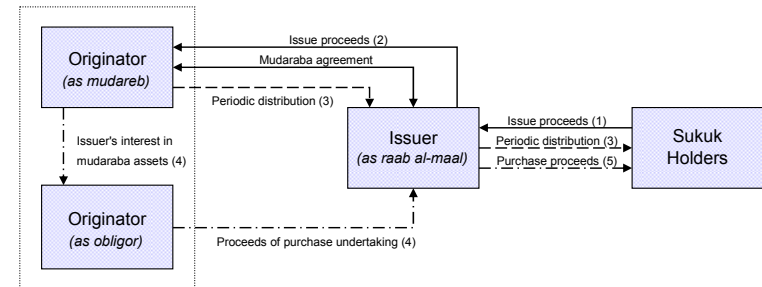 Originator
(as mudareb)
Issue proceeds (2)
Mudaraba agreement
Periodic distribution (3)
Issuer's interest in
mudaraba assets (4)
Issuer
(as raab al-maal)
Issue proceeds (1)
Periodic distribution (3)
Purchase proceeds (5)
Sukuk
Holders
Originator
(as obligor)
Proceeds of purchase undertaking (4)